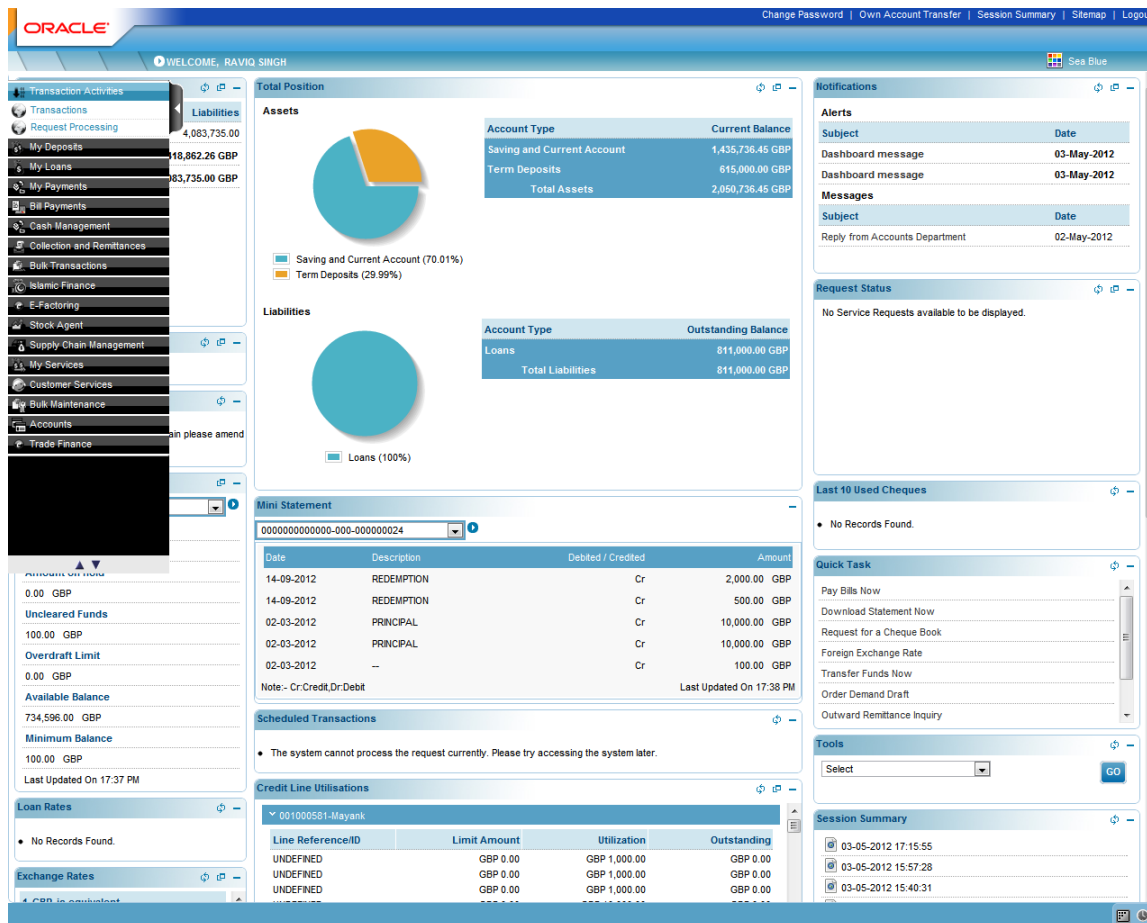 Change Password | Own Account Transfer | Session Summary | Sitemap | Logou
ORACLE
WELCOME, RAVIQ SINGH
Sea Blue
Transaction Activities
Transactions
Request Processing
My Deposits
My Loans
My Payments
Bill Payments
Cash Management
Collection and Remittances
Bulk Transactions
Islamic Finance
E-Factoring
Stock Agent
Supply Chain Management
My Services
Customer Services
Bulk Maintenance
Accounts
Trade Finance
Liabilities
4,083,735.00
418,862.26 GBP
083,735.00 GBP
ain please amend
Amount on hold
0.00 GBP
Uncleared Funds
100.00 GBP
Overdraft Limit
0.00 GBP
Available Balance
734,596.00 GBP
Minimum Balance
100.00 GBP
Last Updated On 17:37 PM
Loan Rates
No Records Found.
Exchange Rates
1 GBP is equivalent
Total Position
Assets
Account Type Current Balance
Saving and Current Account 1,435,736.45 GBP
Term Deposits 615,000.00 GBP
Total Assets 2,050,736.45 GBP
Saving and Current Account (70.01%)
Term Deposits (29.99%)
Liabilities
Account Type Outstanding Balance
Loans 811,000.00 GBP
Total Liabilities 811,000.00 GBP
Loans (100%)
Mini Statement
0000000000000-000-000000024
Date Description Debited / Credited Amount
14-09-2012 REDEMPTION Cr 2,000.00 GBP
14-09-2012 REDEMPTION Cr 500.00 GBP
02-03-2012 PRINCIPAL Cr 10,000.00 GBP
02-03-2012 PRINCIPAL Cr 10,000.00 GBP
02-03-2012 -- Cr 100.00 GBP
Note:- Cr:Credit,Dr:Debit Last Updated On 17:38 PM
Scheduled Transactions
The system cannot process the request currently. Please try accessing the system later.
Credit Line Utilisations
001000581-Mayank
Line Reference/ID Limit Amount Utilization Outstanding
UNDEFINED GBP 0.00 GBP 1,000.00 GBP 0.00
UNDEFINED GBP 0.00 GBP 1,000.00 GBP 0.00
UNDEFINED GBP 0.00 GBP 1,000.00 GBP 0.00
Notifications
Alerts
Subject Date
Dashboard message 03-May-2012
Dashboard message 03-May-2012
Messages
Subject Date
Reply from Accounts Department 02-May-2012
Request Status
No Service Requests available to be displayed.
Last 10 Used Cheques
No Records Found.
Quick Task
Pay Bills Now
Download Statement Now
Request for a Cheque Book
Foreign Exchange Rate
Transfer Funds Now
Order Demand Draft
Outward Remittance Inquiry
Tools
Select GO
Session Summary
03-05-2012 17:15:55
03-05-2012 15:57:28
03-05-2012 15:40:31